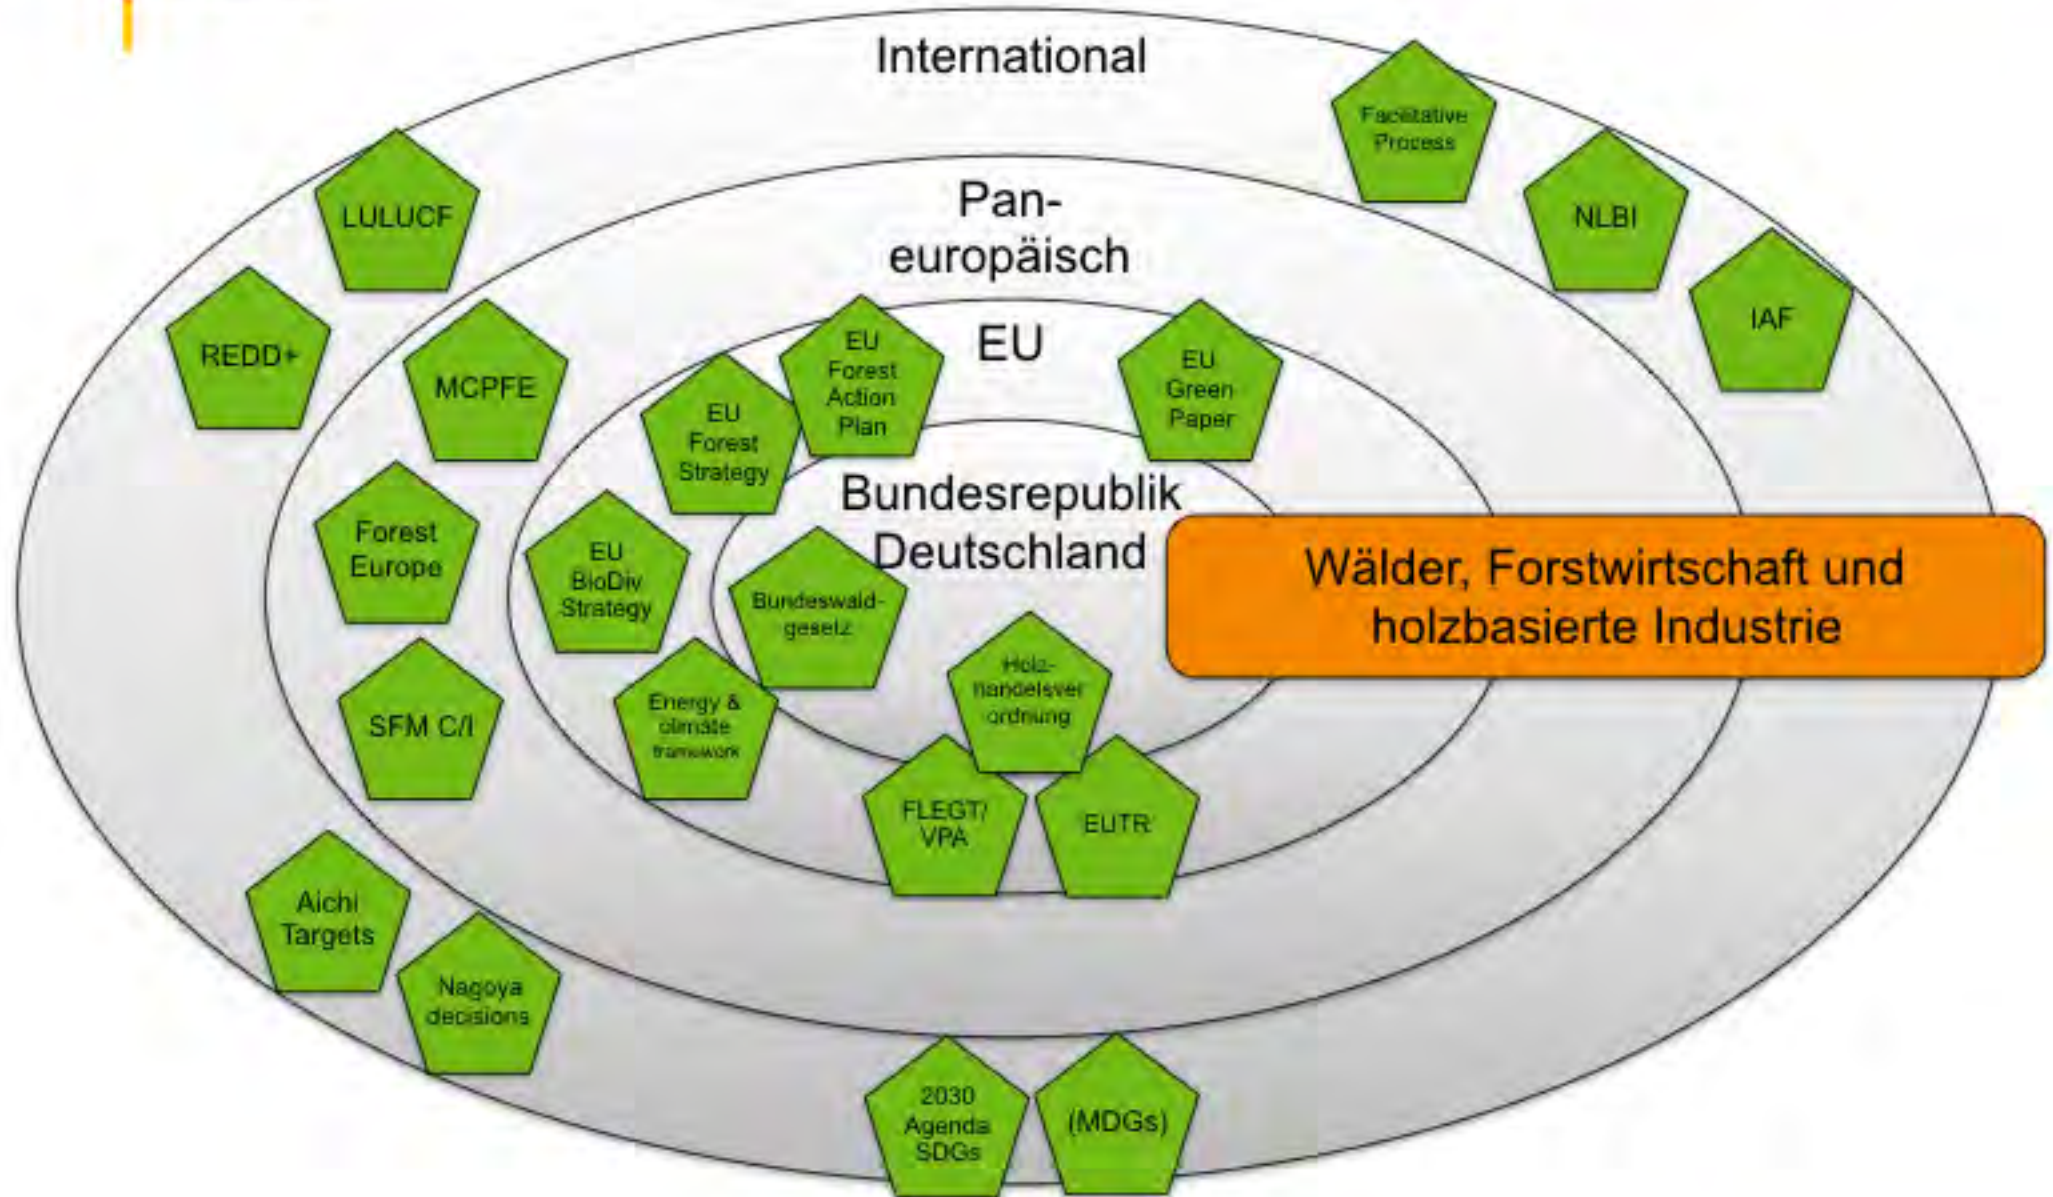 International
Facilitative
Process
LULUCF
NLBI
Pan-
europäisch
REDD+
IAF
MCPFE
EU
Forest
Action
Plan
EU
EU
Green
Paper
EU
Forest
Strategy
Bundesrepublik
Deutschland
Forest
Europe
EU
BioDiv
Strategy
Bundeswald-
gesetz
Wälder, Forstwirtschaft und
holzbasierte Industrie
Holz-
handelsver
ordnung
SFM C/I
Energy &
climate
framework
FLEGT/
VPA
EUTR
Aichi
Targets
Nagoya
decisions
2030
Agenda
SDGs
(MDGs)